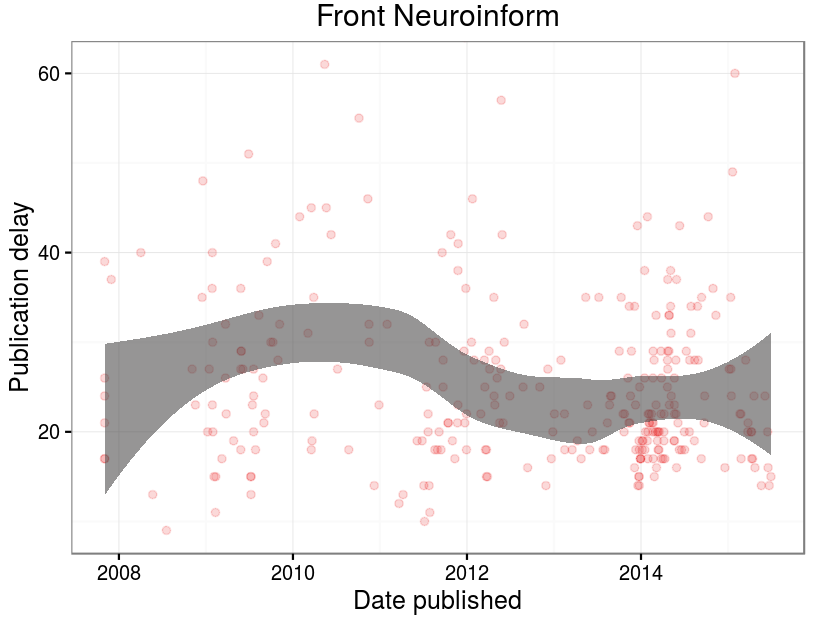 Front Neuroinform
60
40
20
Publication delay
2008 2010 2012 2014
Date published